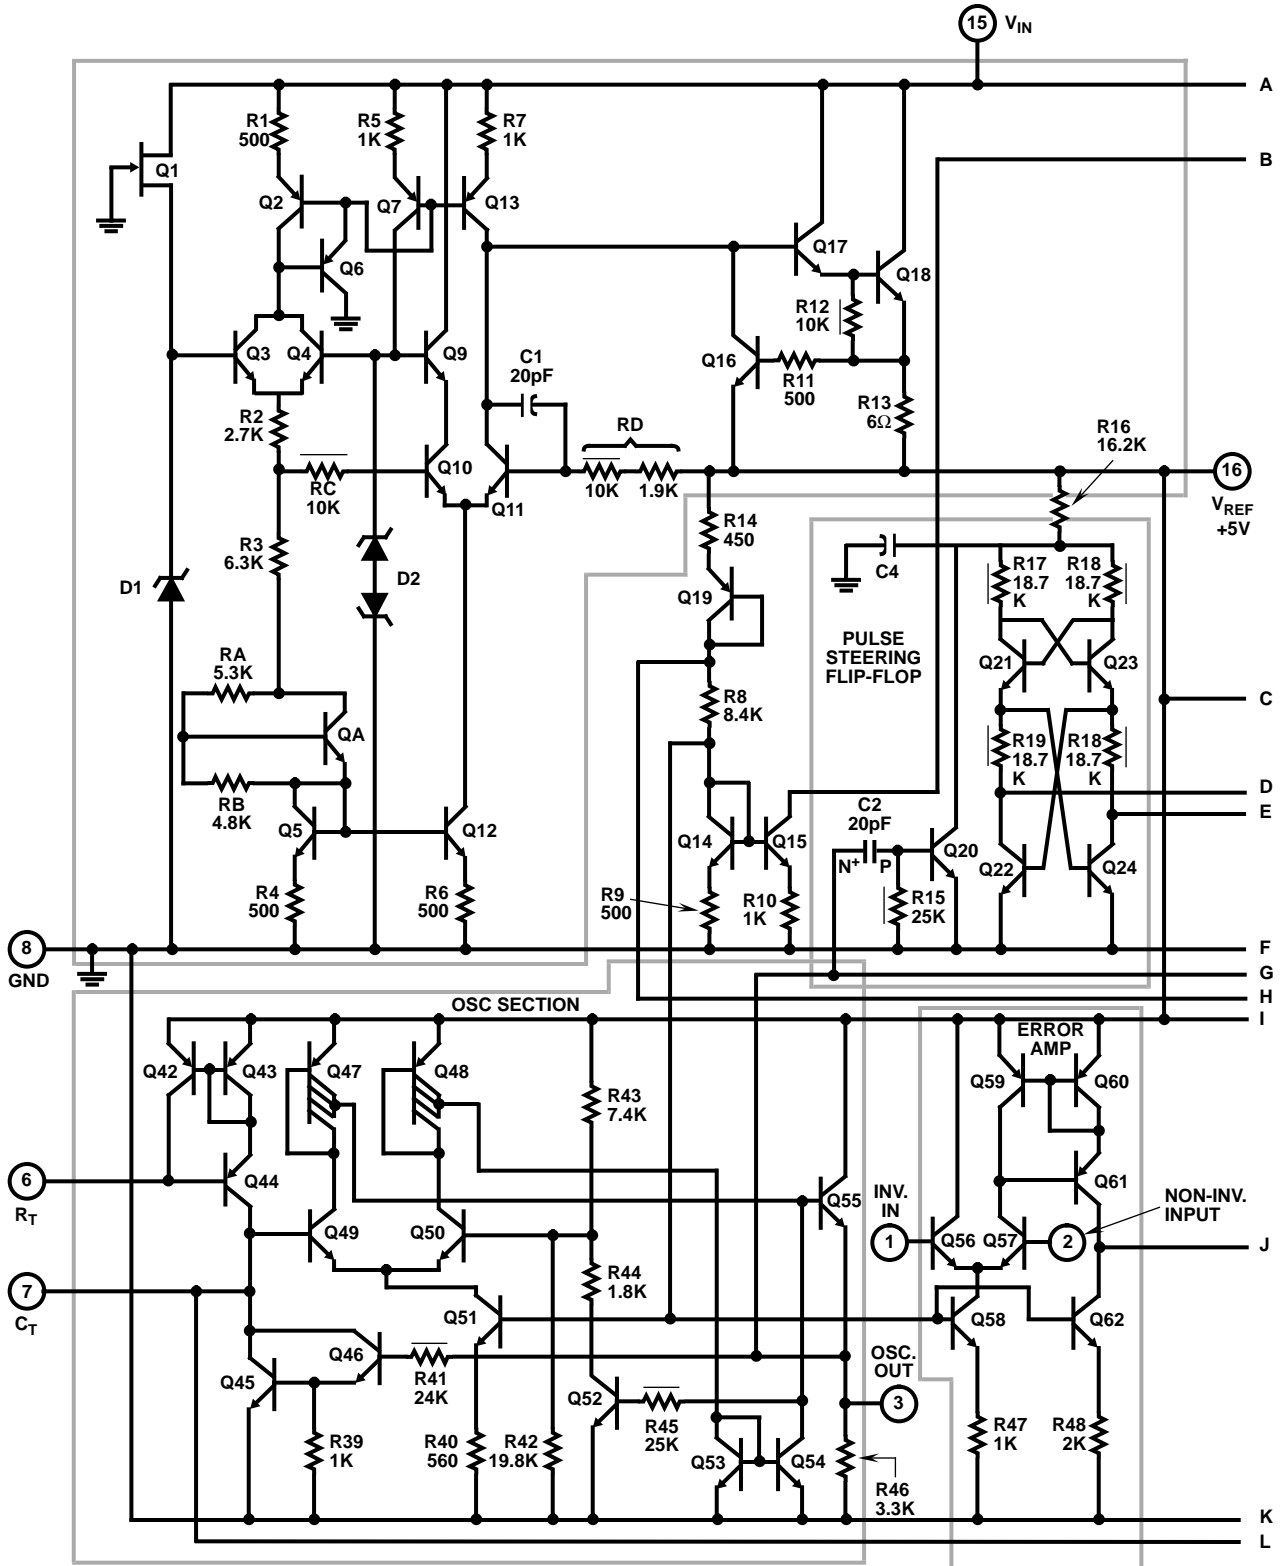 15 V_IN
A
R1
500
R5
1K
R7
1K
Q1
B
Q2
Q7
Q13
Q6
Q17
Q18
R12
10K
Q3
Q4
Q9
C1
20pF
Q16
R11
500
R13
6Ω
R2
2.7K
RD
R16
16.2K
RC
10K
Q10
Q11
10K
1.9K
16
V_REF
+5V
R3
6.3K
D1
D2
R14
450
C4
R17
18.7
K
R18
18.7
K
Q19
PULSE
STEERING
FLIP-FLOP
Q21
Q23
RA
5.3K
R8
8.4K
C
QA
R19
18.7
K
R18
18.7
K
RB
4.8K
D
E
Q5
Q12
C2
20pF
Q14
Q15
N+
P
Q20
Q22
Q24
R4
500
R6
500
R9
500
R10
1K
R15
25K
8
GND
F
G
H
OSC SECTION
I
ERROR
AMP
Q42
Q43
Q47
Q48
Q59
Q60
R43
7.4K
6
R_T
Q44
Q61
Q55
INV.
IN
NON-INV.
INPUT
Q49
Q50
1
Q56
Q57
2
J
R44
1.8K
7
C_T
Q51
Q58
Q62
Q46
OSC.
OUT
Q45
R41
24K
Q52
3
R45
25K
R39
1K
R40
560
R42
19.8K
Q53
Q54
R47
1K
R48
2K
R46
3.3K
K
L